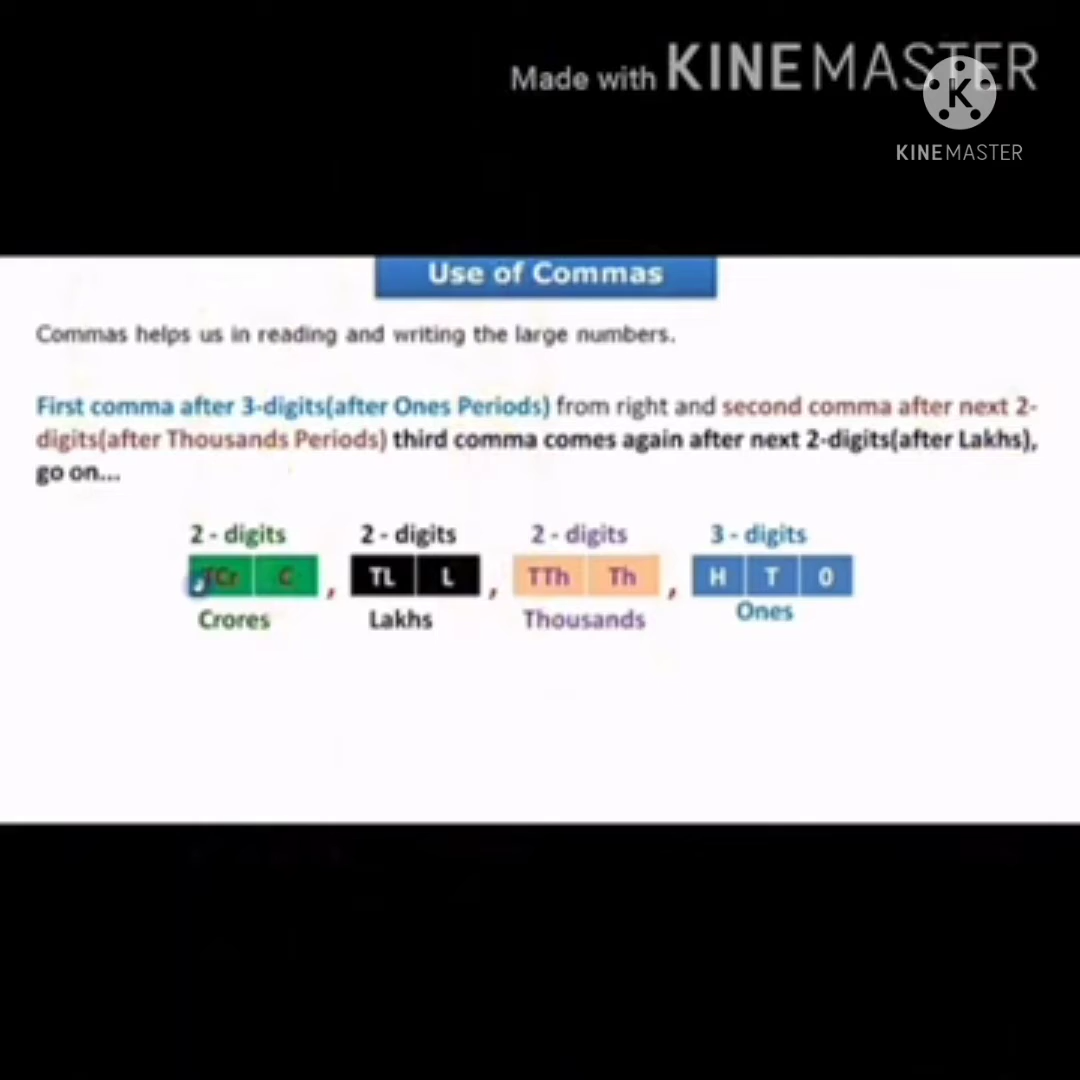 Made with KINEMASTER
K
KINEMASTER
Use of Commas
Commas helps us in reading and writing the large numbers.
First comma after 3-digits(after Ones Periods) from right and second comma after next 2-
digits(after Thousands Periods) third comma comes again after next 2-digits(after Lakhs),
go on...
2 - digits 2 - digits 2 - digits 3 - digits
TCr C , TL L , TTh Th , H T O
Crores Lakhs Thousands Ones